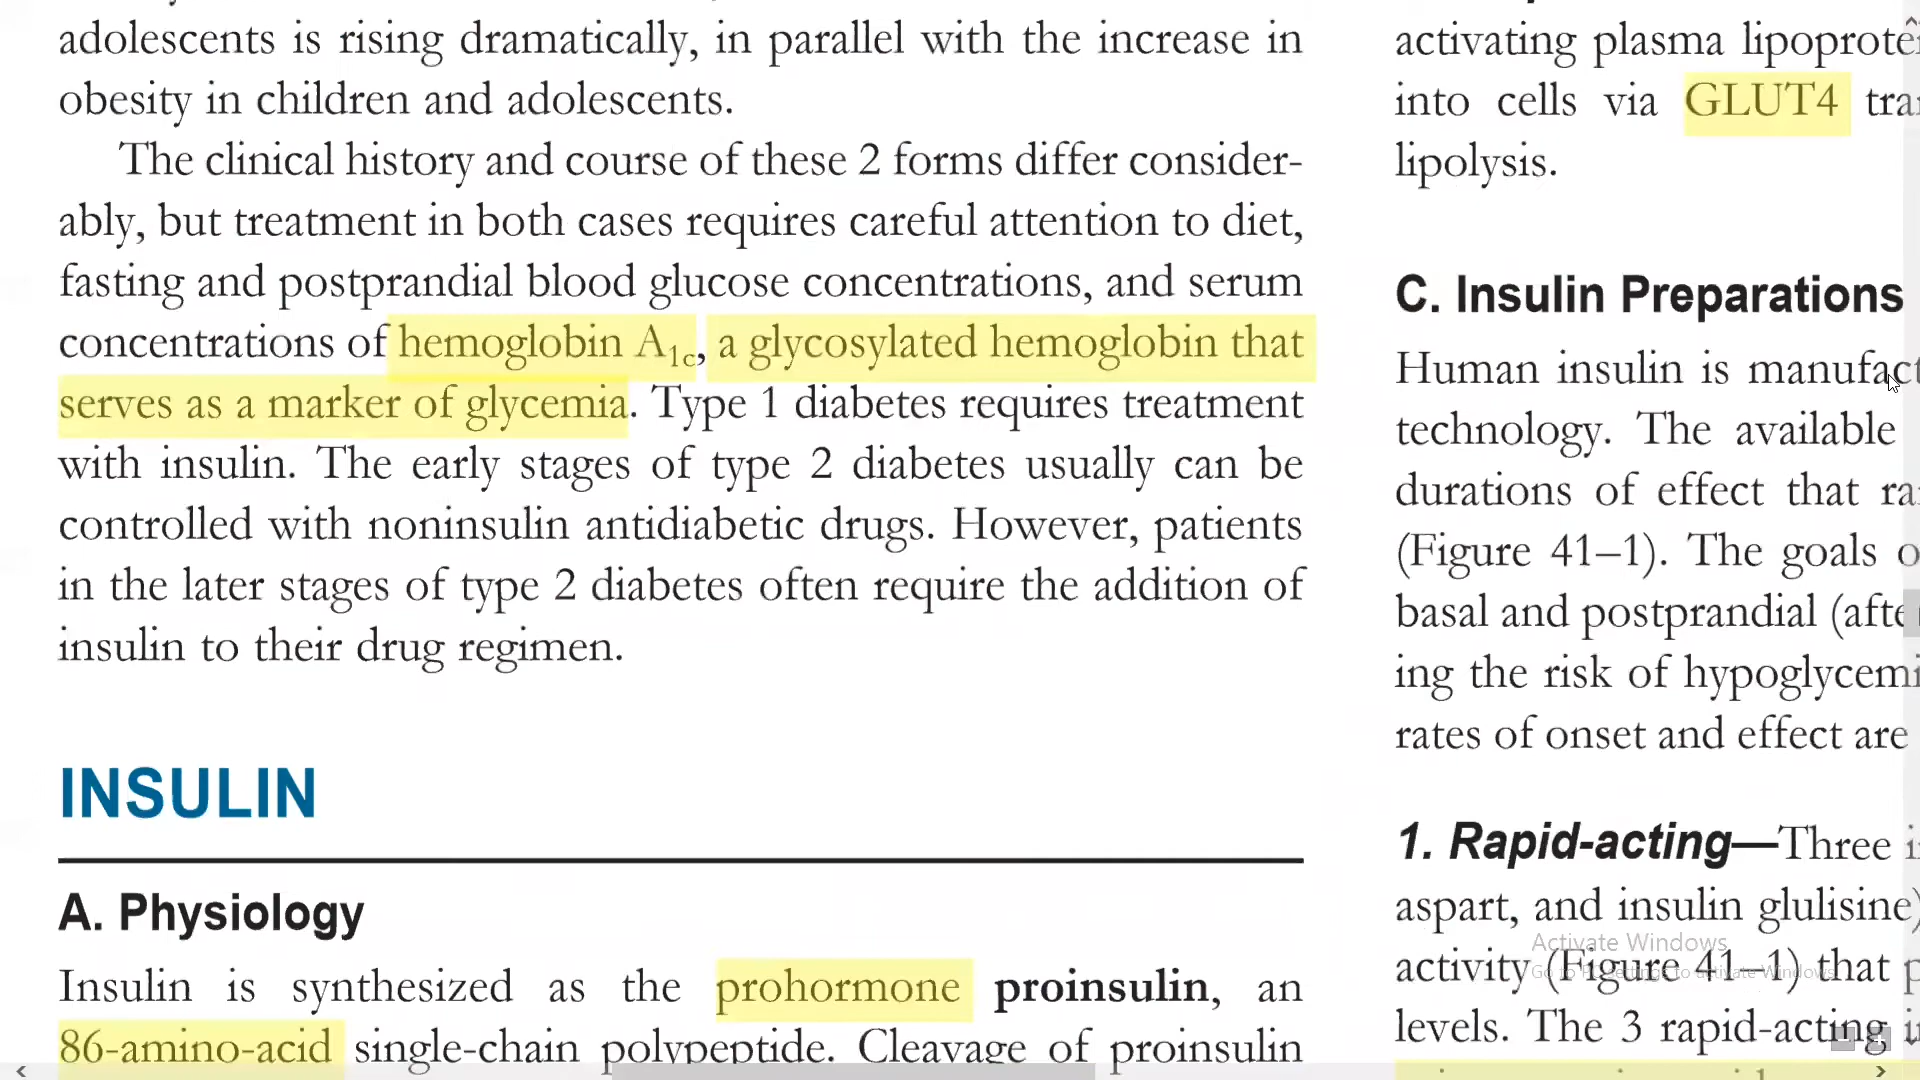 adolescents is rising dramatically, in parallel with the increase in
obesity in children and adolescents.
The clinical history and course of these 2 forms differ consider-
ably, but treatment in both cases requires careful attention to diet,
fasting and postprandial blood glucose concentrations, and serum
concentrations of hemoglobin A1c, a glycosylated hemoglobin that
serves as a marker of glycemia. Type 1 diabetes requires treatment
with insulin. The early stages of type 2 diabetes usually can be
controlled with noninsulin antidiabetic drugs. However, patients
in the later stages of type 2 diabetes often require the addition of
insulin to their drug regimen.
INSULIN
A. Physiology
Insulin is synthesized as the prohormone proinsulin, an
86-amino-acid single-chain polypeptide. Cleavage of proinsulin
activating plasma
into cells via GLUT4
lipolysis.
C. Insulin Preparations
Human insulin is
technology. The available
durations of effect that
(Figure 41–1). The goals
basal and postprandial
ing the risk of
rates of onset and effect are
1. Rapid-acting—Three
aspart, and insulin glulisine)
activity (Figure 41–1) that
levels. The 3 rapid-acting
Activate Windows
Go to PC settings to activate Windows.